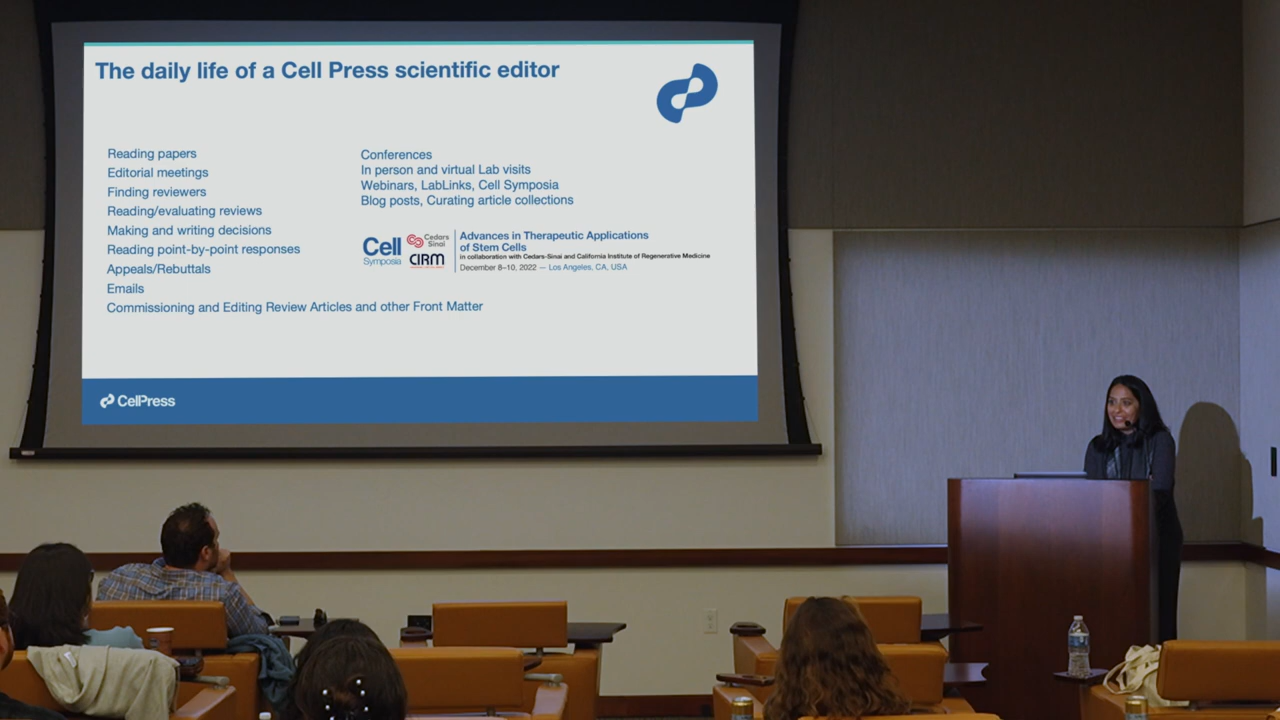 The daily life of a Cell Press scientific editor
Reading papers
Editorial meetings
Finding reviewers
Reading/evaluating reviews
Making and writing decisions
Reading point-by-point responses
Appeals/Rebuttals
Emails
Commissioning and Editing Review Articles and other Front Matter
Conferences
In person and virtual Lab visits
Webinars, LabLinks, Cell Symposia
Blog posts, Curating article collections
Cell
Symposia
Cedars
Sinai
CIRM
Advances in Therapeutic Applications
of Stem Cells
in collaboration with Cedars-Sinai and California Institute of Regenerative Medicine
December 8–10, 2022 — Los Angeles, CA, USA
CellPress